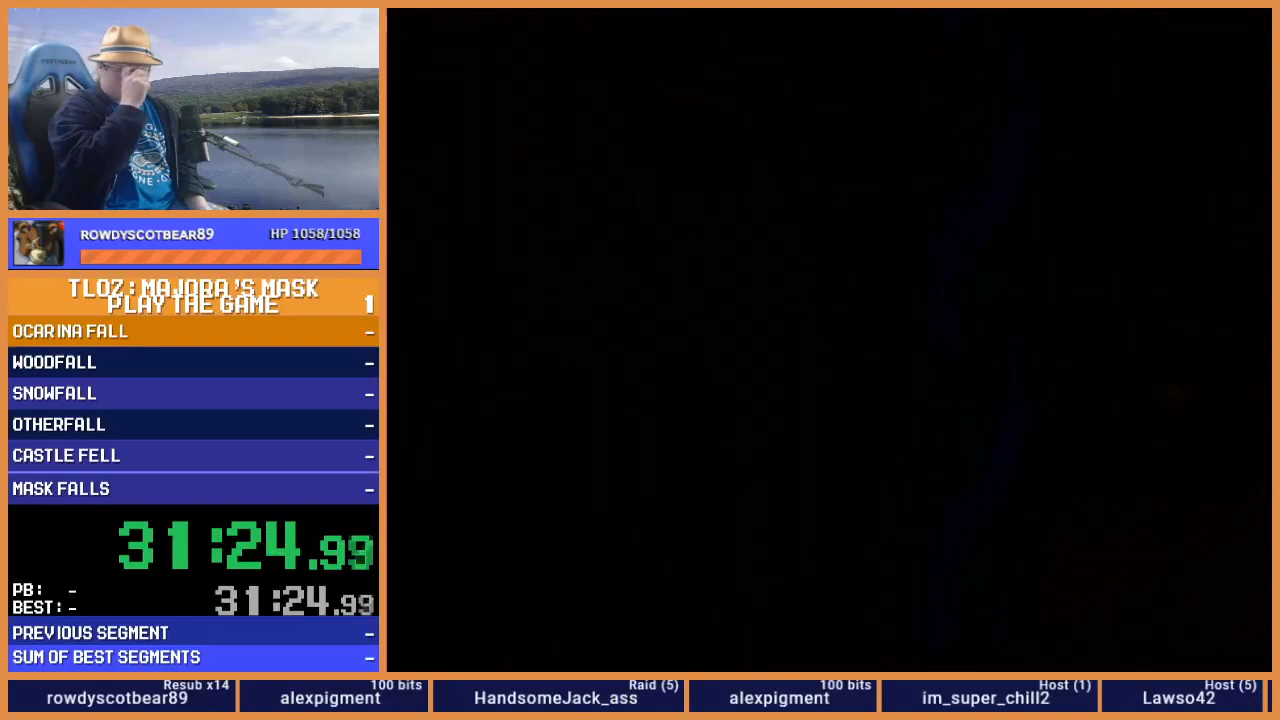 ROWDYSCOTBEAR89 HP 1058/1058
TLOZ: MAJORA'S MASK
PLAY THE GAME 1
OCARINA FALL -
WOODFALL -
SNOWFALL -
OTHERFALL -
CASTLE FELL -
MASK FALLS -
31:24.99
PB: -
BEST: - 31:24.99
PREVIOUS SEGMENT -
SUM OF BEST SEGMENTS -
Resub x14 100 bits Raid (5) 100 bits Host (1) Host (5)
rowdyscotbear89 alexpigment HandsomeJack_ass alexpigment im_super_chill2 Lawso42